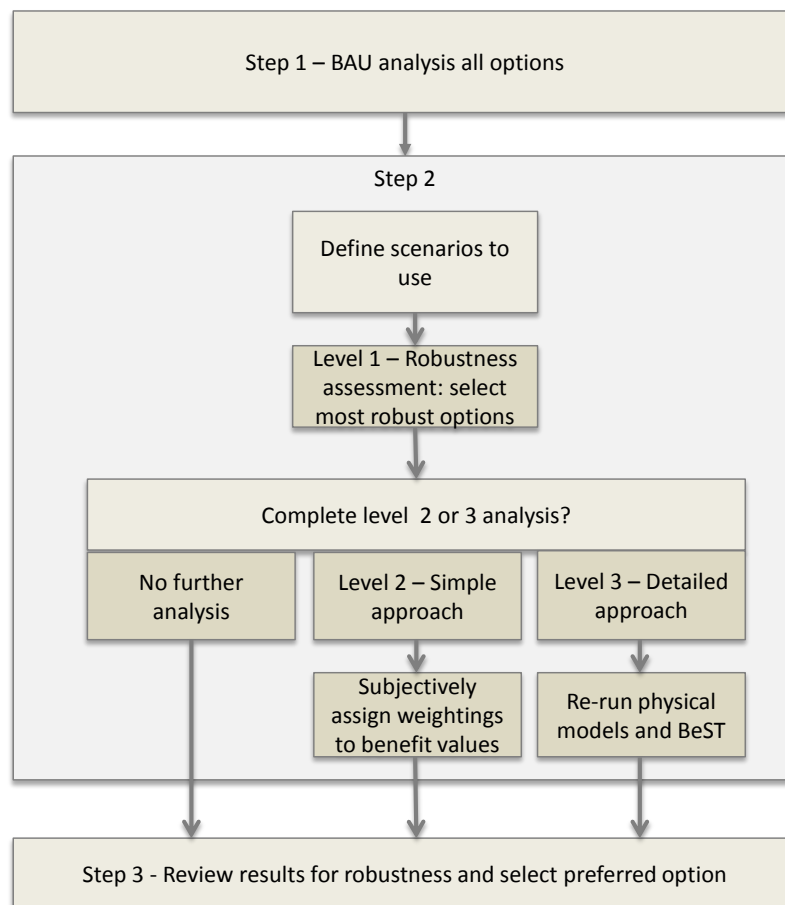 Step 1 – BAU analysis all options
Step 2
Define scenarios to
use
Level 1 – Robustness
assessment: select
most robust options
Complete level  2 or 3 analysis?
No further
analysis
Level 2 – Simple
approach
Level 3 – Detailed
approach
Subjectively
assign weightings
to benefit values
Re-run physical
models and BeST
Step 3 - Review results for robustness and select preferred option